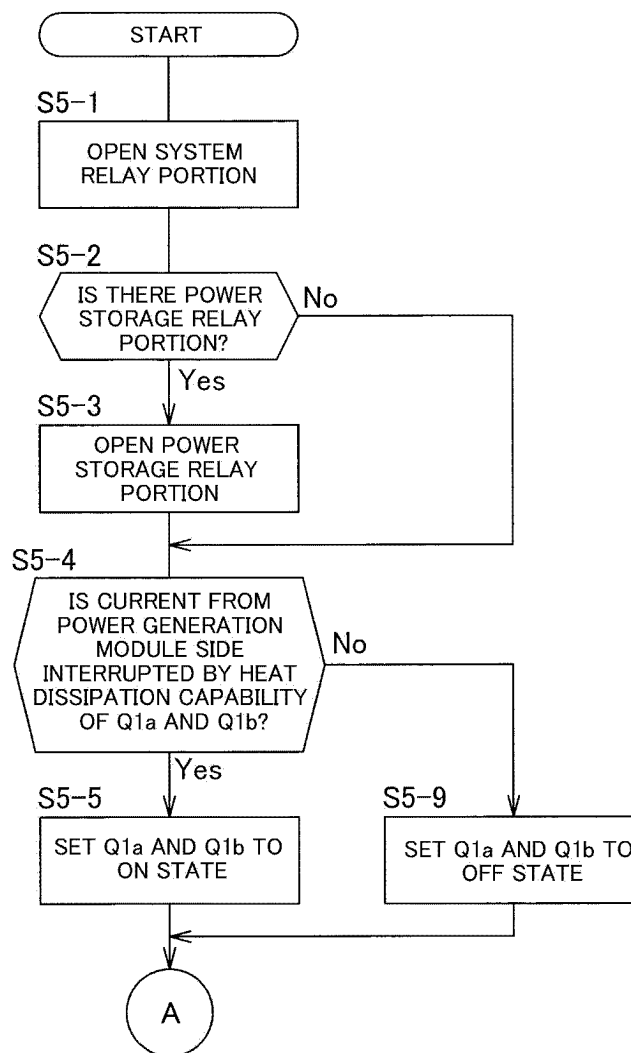 START
S5-1
OPEN SYSTEM
RELAY PORTION
S5-2
IS THERE POWER
STORAGE RELAY
PORTION?
No
Yes
S5-3
OPEN POWER
STORAGE RELAY
PORTION
S5-4
IS CURRENT FROM
POWER GENERATION
MODULE SIDE
INTERRUPTED BY HEAT
DISSIPATION CAPABILITY
OF Q1a AND Q1b?
No
Yes
S5-5
SET Q1a AND Q1b TO
ON STATE
S5-9
SET Q1a AND Q1b TO
OFF STATE
A